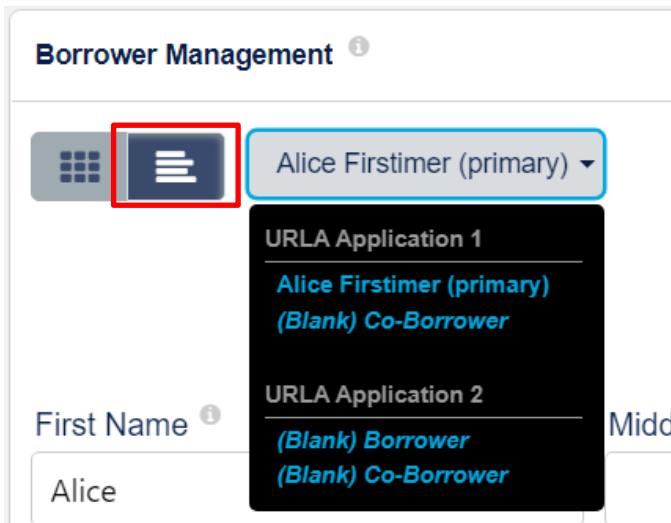 Borrower Management
Alice Firstimer (primary)
URLA Application 1
Alice Firstimer (primary)
(Blank) Co-Borrower
URLA Application 2
(Blank) Borrower
(Blank) Co-Borrower
First Name
Midd
Alice